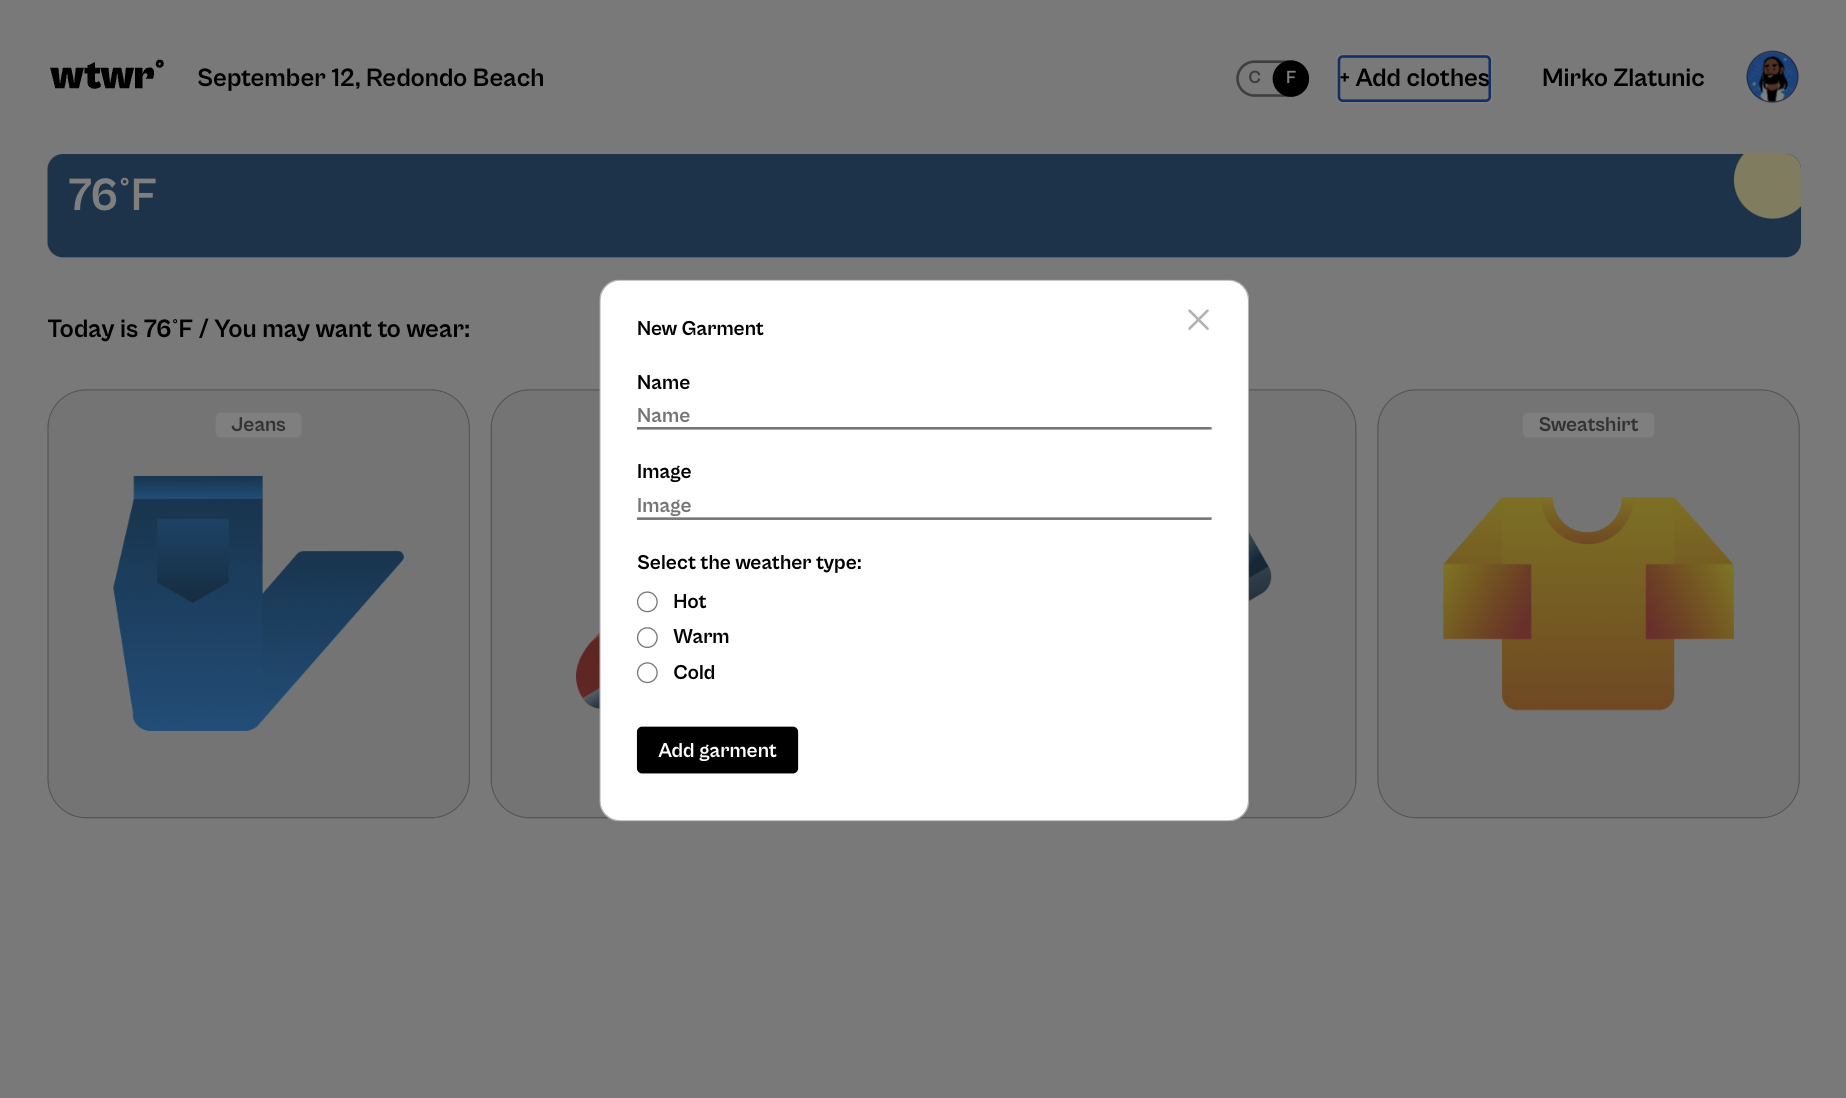 wtwr° September 12, Redondo Beach C F + Add clothes Mirko Zlatunic
76°F
Today is 76°F / You may want to wear:
Jeans
Sweatshirt
New Garment
Name
Name
Image
Image
Select the weather type:
Hot
Warm
Cold
Add garment